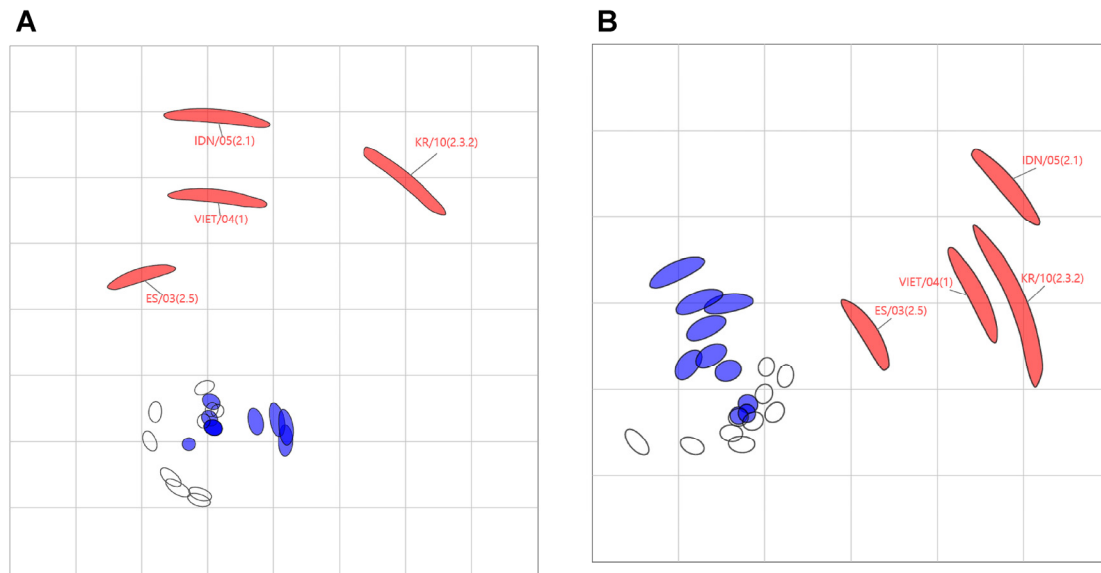 A
IDN/05(2.1)
KR/10(2.3.2)
VIET/04(1)
ES/03(2.5)
B
IDN/05(2.1)
VIET/04(1)
KR/10(2.3.2)
ES/03(2.5)